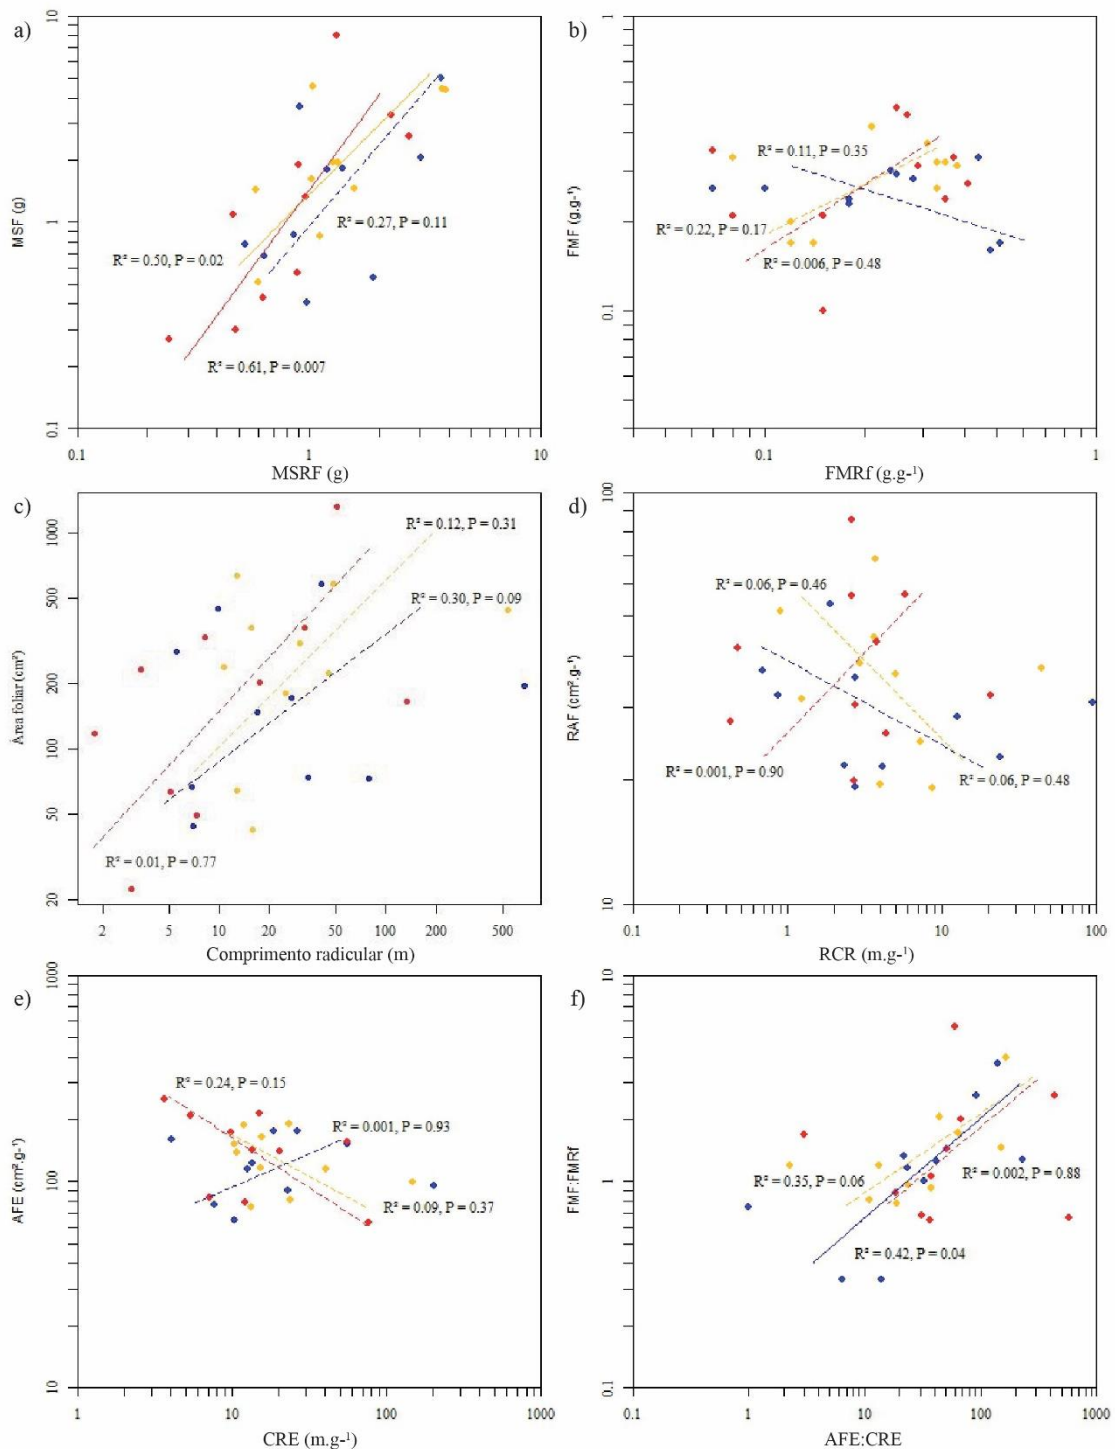 a)
10
1
0.1
MSF (g)
R² = 0.50, P = 0.02
R² = 0.27, P = 0.11
R² = 0.61, P = 0.007
0.1 1 10
MSRF (g)
b)
1
0.1
FMF (g.g-¹)
R² = 0.11, P = 0.35
R² = 0.22, P = 0.17
R² = 0.006, P = 0.48
0.1 1
FMRf (g.g-¹)
c)
1000
500
200
100
50
20
Área foliar (cm²)
R² = 0.12, P = 0.31
R² = 0.30, P = 0.09
R² = 0.01, P = 0.77
2 5 10 20 50 100 200 500
Comprimento radicular (m)
d)
100
10
RAF (cm².g-¹)
R² = 0.06, P = 0.46
R² = 0.001, P = 0.90
R² = 0.06, P = 0.48
0.1 1 10 100
RCR (m.g-¹)
e)
1000
100
10
AFE (cm².g-¹)
R² = 0.24, P = 0.15
R² = 0.001, P = 0.93
R² = 0.09, P = 0.37
1 10 100 1000
CRE (m.g-¹)
f)
10
1
0.1
FMF:FMRf
R² = 0.35, P = 0.06
R² = 0.002, P = 0.88
R² = 0.42, P = 0.04
0.1 1 10 100 1000
AFE:CRE